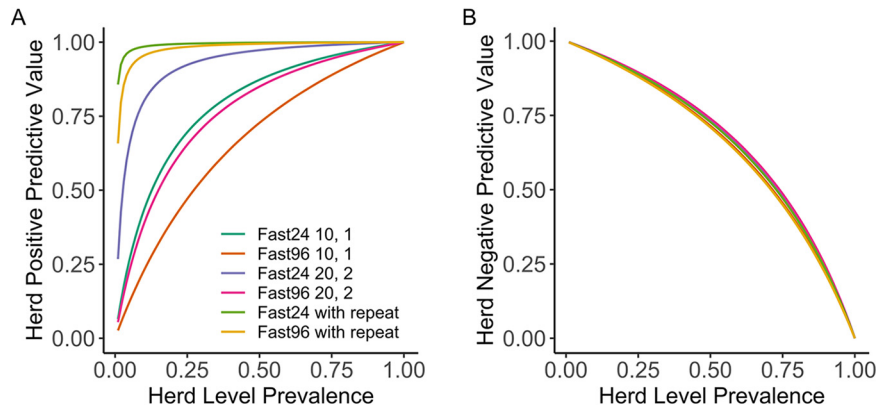 A
Herd Positive Predictive Value
1.00
0.75
0.50
0.25
0.00
Fast24 10, 1
Fast96 10, 1
Fast24 20, 2
Fast96 20, 2
Fast24 with repeat
Fast96 with repeat
0.00 0.25 0.50 0.75 1.00
Herd Level Prevalence
B
Herd Negative Predictive Value
1.00
0.75
0.50
0.25
0.00
0.00 0.25 0.50 0.75 1.00
Herd Level Prevalence